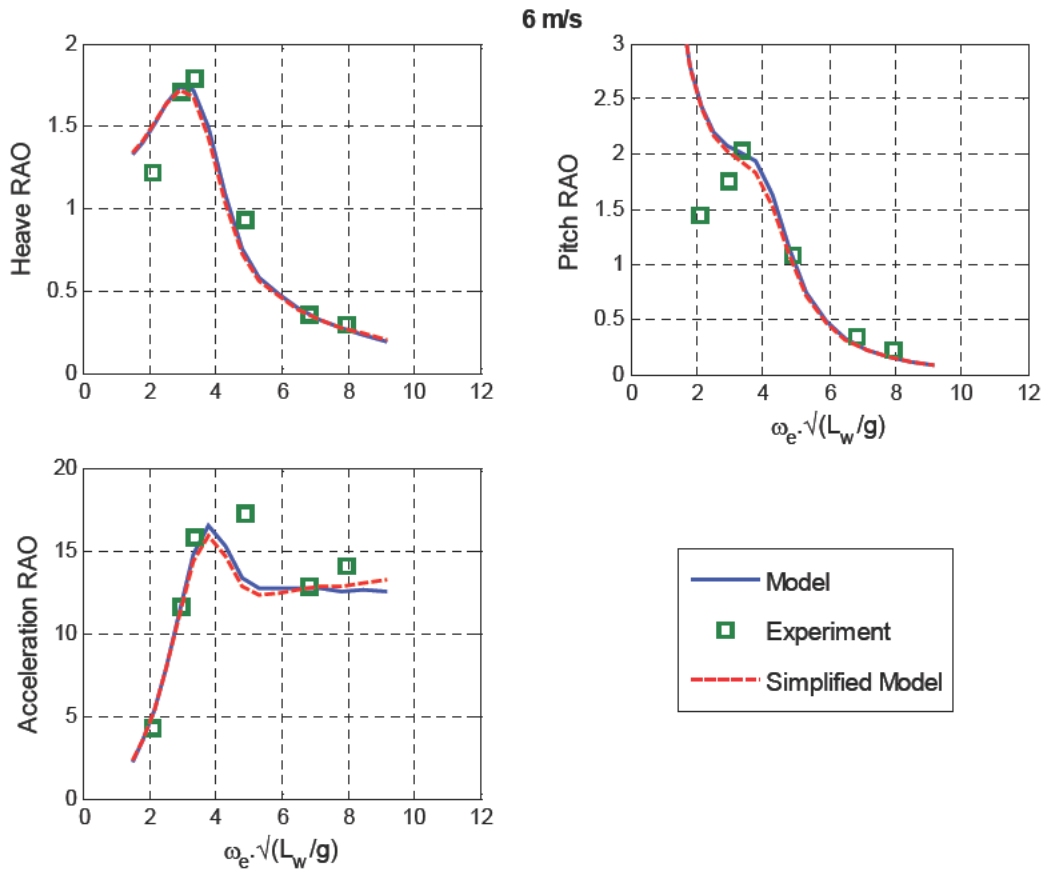 6 m/s
2
1.5
1
0.5
0
0 2 4 6 8 10 12
Heave RAO
3
2.5
2
1.5
1
0.5
0
0 2 4 6 8 10 12
Pitch RAO
ωe.√(Lw/g)
20
15
10
5
0
0 2 4 6 8 10 12
Acceleration RAO
ωe.√(Lw/g)
Model
Experiment
Simplified Model